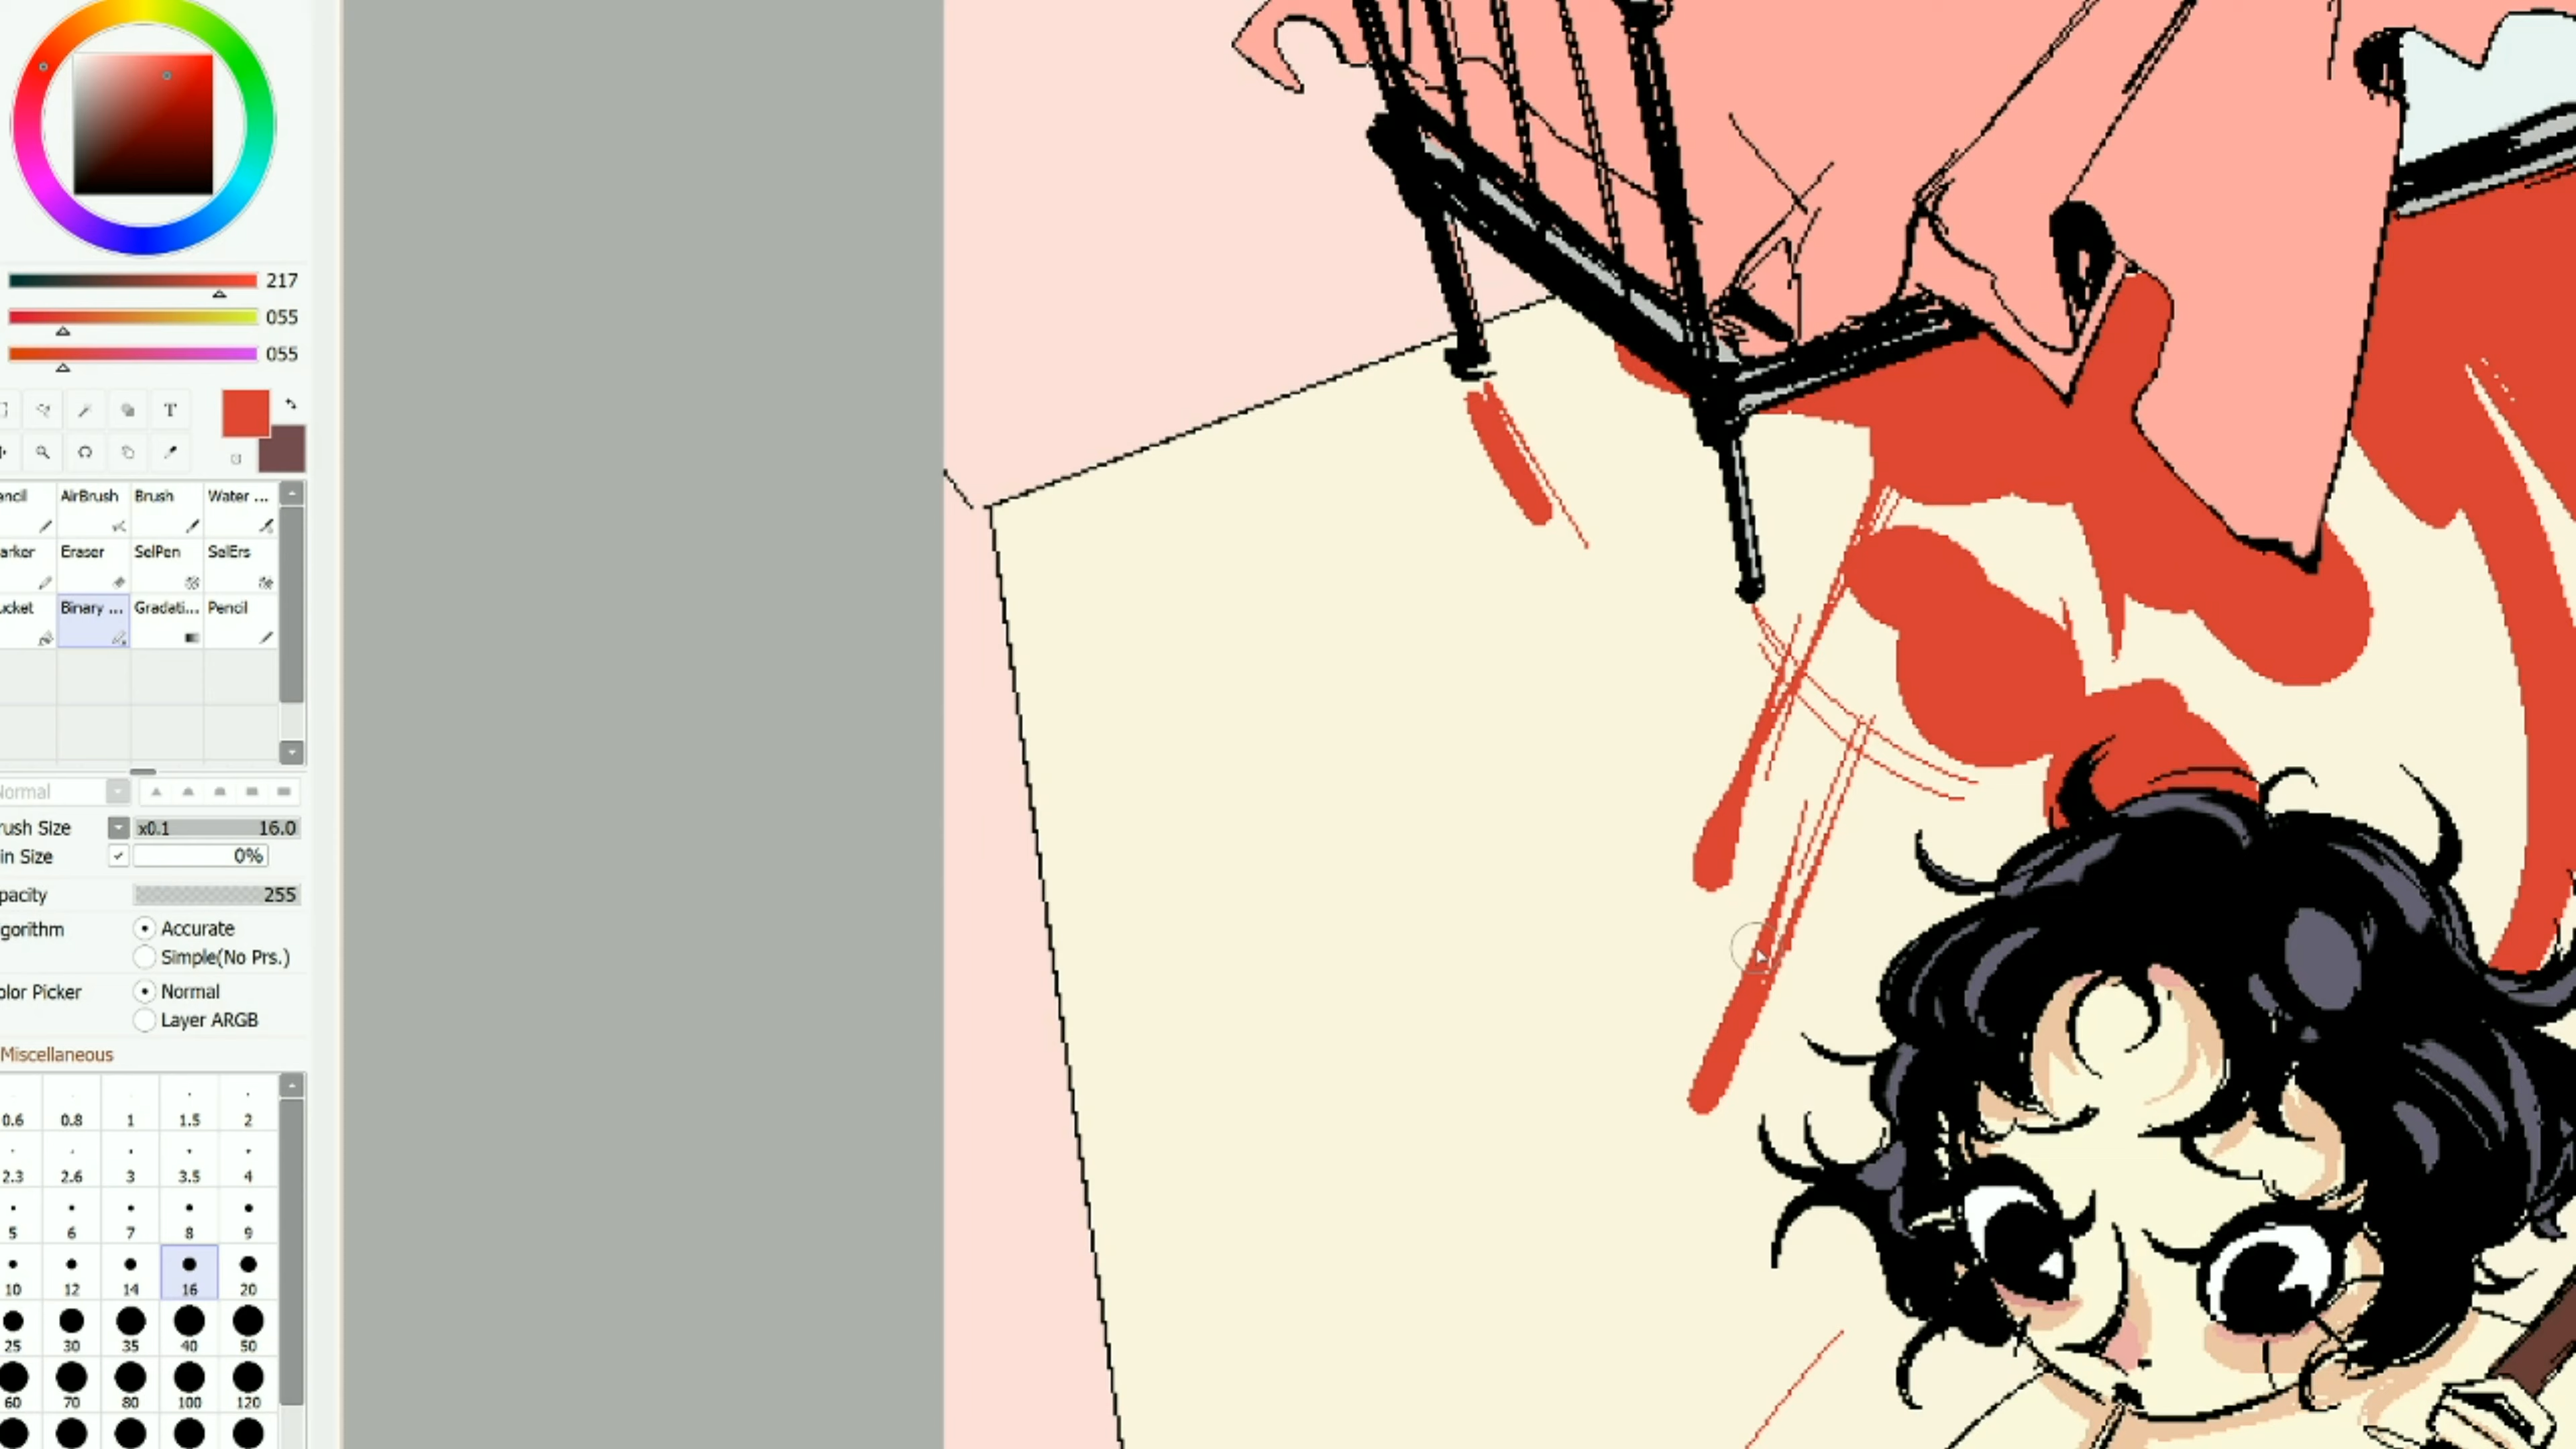 217
055
055
T
encil AirBrush Brush Water ...
arker Eraser SelPen SelErs
ucket Binary ... Gradati... Pencil
Normal
rush Size x0.1 16.0
in Size 0%
pacity 255
gorithm Accurate
Simple(No Prs.)
olor Picker Normal
Layer ARGB
Miscellaneous
0.6 0.8 1 1.5 2
2.3 2.6 3 3.5 4
5 6 7 8 9
10 12 14 16 20
25 30 35 40 50
60 70 80 100 120